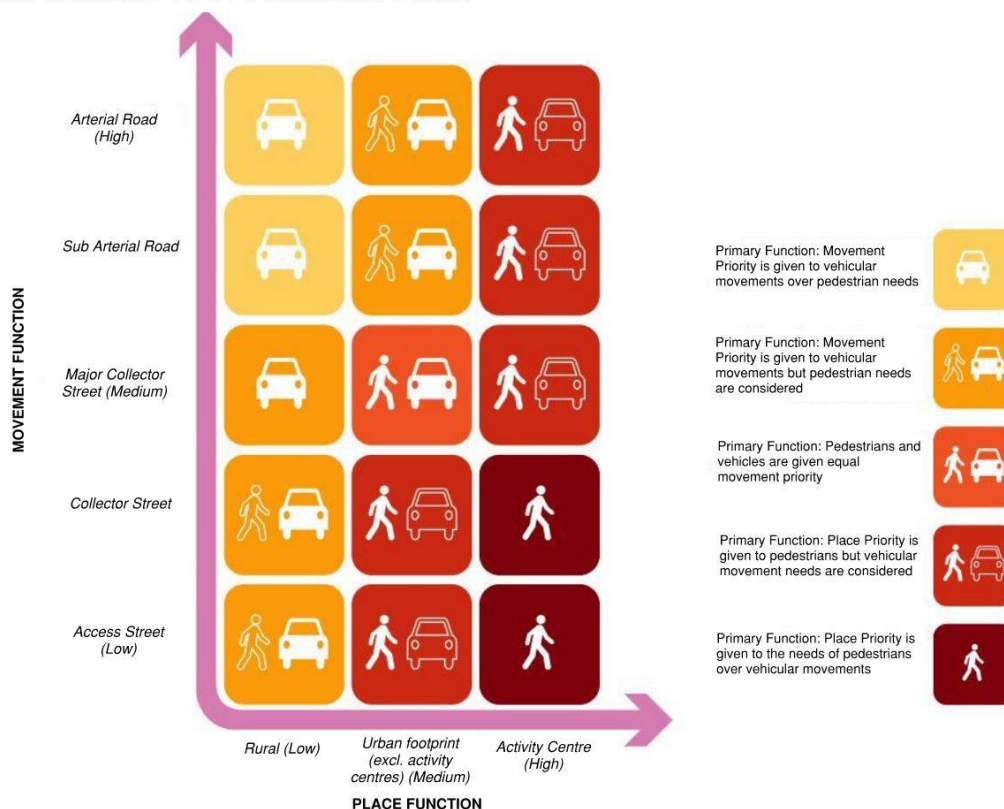 Arterial Road
(High)
Sub Arterial Road
Major Collector
Street (Medium)
Collector Street
Access Street
(Low)
MOVEMENT FUNCTION
Rural (Low)
Urban footprint
(excl. activity
centres) (Medium)
Activity Centre
(High)
PLACE FUNCTION
Primary Function: Movement
Priority is given to vehicular
movements over pedestrian needs
Primary Function: Movement
Priority is given to vehicular
movements but pedestrian needs
are considered
Primary Function: Pedestrians and
vehicles are given equal
movement priority
Primary Function: Place Priority is
given to pedestrians but vehicular
movement needs are considered
Primary Function: Place Priority is
given to the needs of pedestrians
over vehicular movements